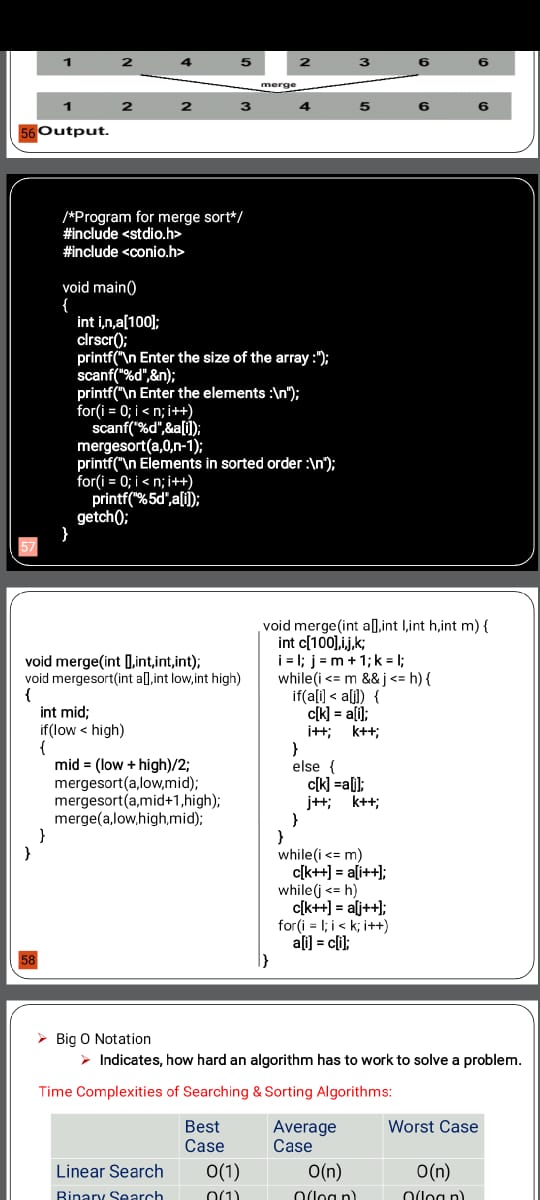 1 2 4 5 2 3 6 6
merge
1 2 2 3 4 5 6 6
56 Output.
/*Program for merge sort*/
#include <stdio.h>
#include <conio.h>
void main()
{
int i,n,a[100];
clrscr();
printf("\n Enter the size of the array :");
scanf("%d",&n);
printf("\n Enter the elements :\n");
for(i = 0; i < n; i++)
scanf("%d",&a[i]);
mergesort(a,0,n-1);
printf("\n Elements in sorted order :\n");
for(i = 0; i < n; i++)
printf("%5d",a[i]);
getch();
}
57
void merge(int [],int,int,int);
void mergesort(int a[],int low,int high)
{
int mid;
if(low < high)
{
mid = (low + high)/2;
mergesort(a,low,mid);
mergesort(a,mid+1,high);
merge(a,low,high,mid);
}
}
void merge(int a[],int l,int h,int m) {
int c[100],i,j,k;
i = l; j = m + 1; k = l;
while(i <= m && j <= h) {
if(a[i] < a[j]) {
c[k] = a[i];
i++; k++;
}
else {
c[k] =a[j];
j++; k++;
}
}
while(i <= m)
c[k++] = a[i++];
while(j <= h)
c[k++] = a[j++];
for(i = l; i < k; i++)
a[i] = c[i];
}
58
➢ Big O Notation
➢ Indicates, how hard an algorithm has to work to solve a problem.
Time Complexities of Searching & Sorting Algorithms:
Best Case Average Case Worst Case
Linear Search O(1) O(n) O(n)
Binary Search O(1) O(log n) O(log n)